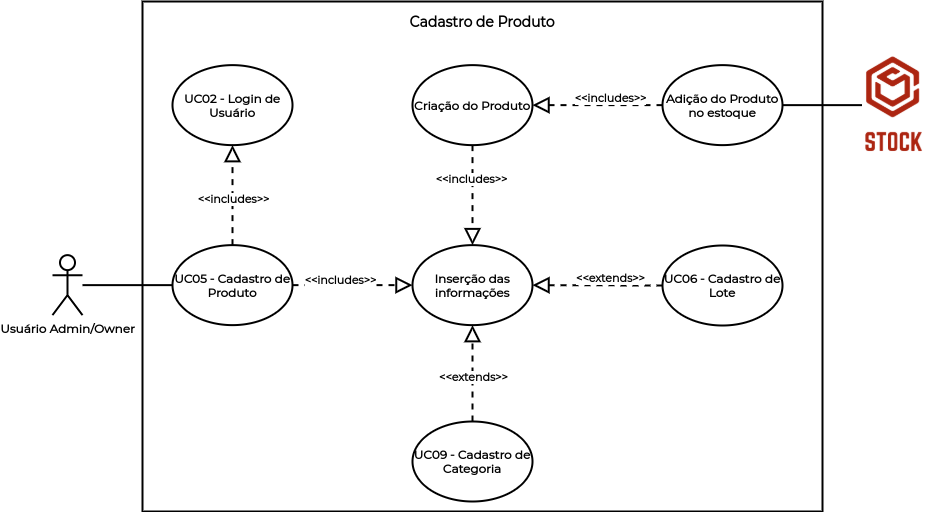 Cadastro de Produto
UC02 - Login de
Usuário
Criação do Produto
<<includes>>
Adição do Produto
no estoque
STOCK
<<includes>>
<<includes>>
Usuário Admin/Owner
UC05 - Cadastro de
Produto
<<includes>>
Inserção das
informações
<<extends>>
UC06 - Cadastro de
Lote
<<extends>>
UC09 - Cadastro de
Categoria